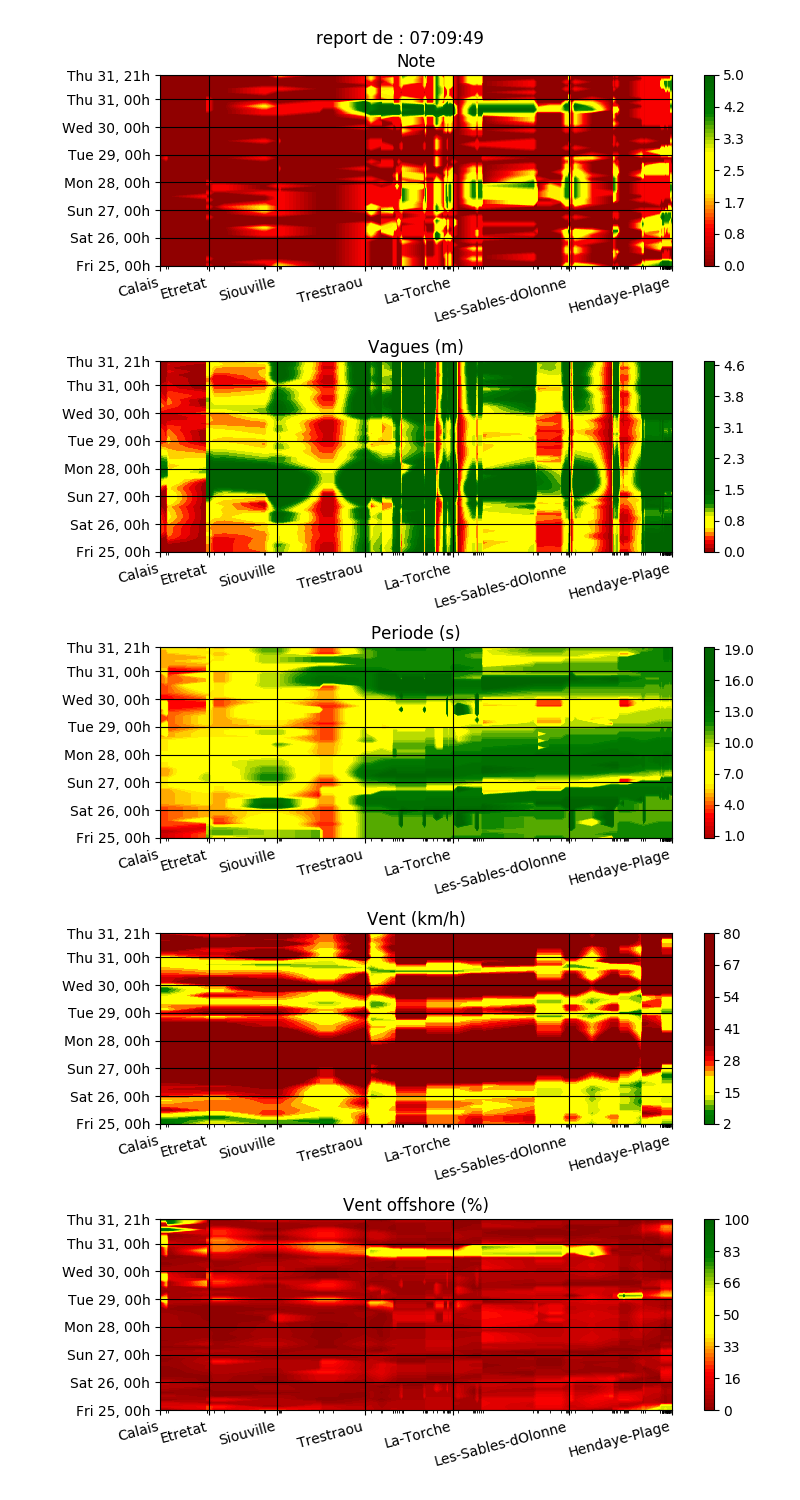 report de : 07:09:49
Note
Thu 31, 21h
Thu 31, 00h
Wed 30, 00h
Tue 29, 00h
Mon 28, 00h
Sun 27, 00h
Sat 26, 00h
Fri 25, 00h
Calais Etretat Siouville Trestraou La-Torche Les-Sables-dOlonne Hendaye-Plage
5.0
4.2
3.3
2.5
1.7
0.8
0.0
Vagues (m)
Thu 31, 21h
Thu 31, 00h
Wed 30, 00h
Tue 29, 00h
Mon 28, 00h
Sun 27, 00h
Sat 26, 00h
Fri 25, 00h
Calais Etretat Siouville Trestraou La-Torche Les-Sables-dOlonne Hendaye-Plage
4.6
3.8
3.1
2.3
1.5
0.8
0.0
Periode (s)
Thu 31, 21h
Thu 31, 00h
Wed 30, 00h
Tue 29, 00h
Mon 28, 00h
Sun 27, 00h
Sat 26, 00h
Fri 25, 00h
Calais Etretat Siouville Trestraou La-Torche Les-Sables-dOlonne Hendaye-Plage
19.0
16.0
13.0
10.0
7.0
4.0
1.0
Vent (km/h)
Thu 31, 21h
Thu 31, 00h
Wed 30, 00h
Tue 29, 00h
Mon 28, 00h
Sun 27, 00h
Sat 26, 00h
Fri 25, 00h
Calais Etretat Siouville Trestraou La-Torche Les-Sables-dOlonne Hendaye-Plage
80
67
54
41
28
15
2
Vent offshore (%)
Thu 31, 21h
Thu 31, 00h
Wed 30, 00h
Tue 29, 00h
Mon 28, 00h
Sun 27, 00h
Sat 26, 00h
Fri 25, 00h
Calais Etretat Siouville Trestraou La-Torche Les-Sables-dOlonne Hendaye-Plage
100
83
66
50
33
16
0